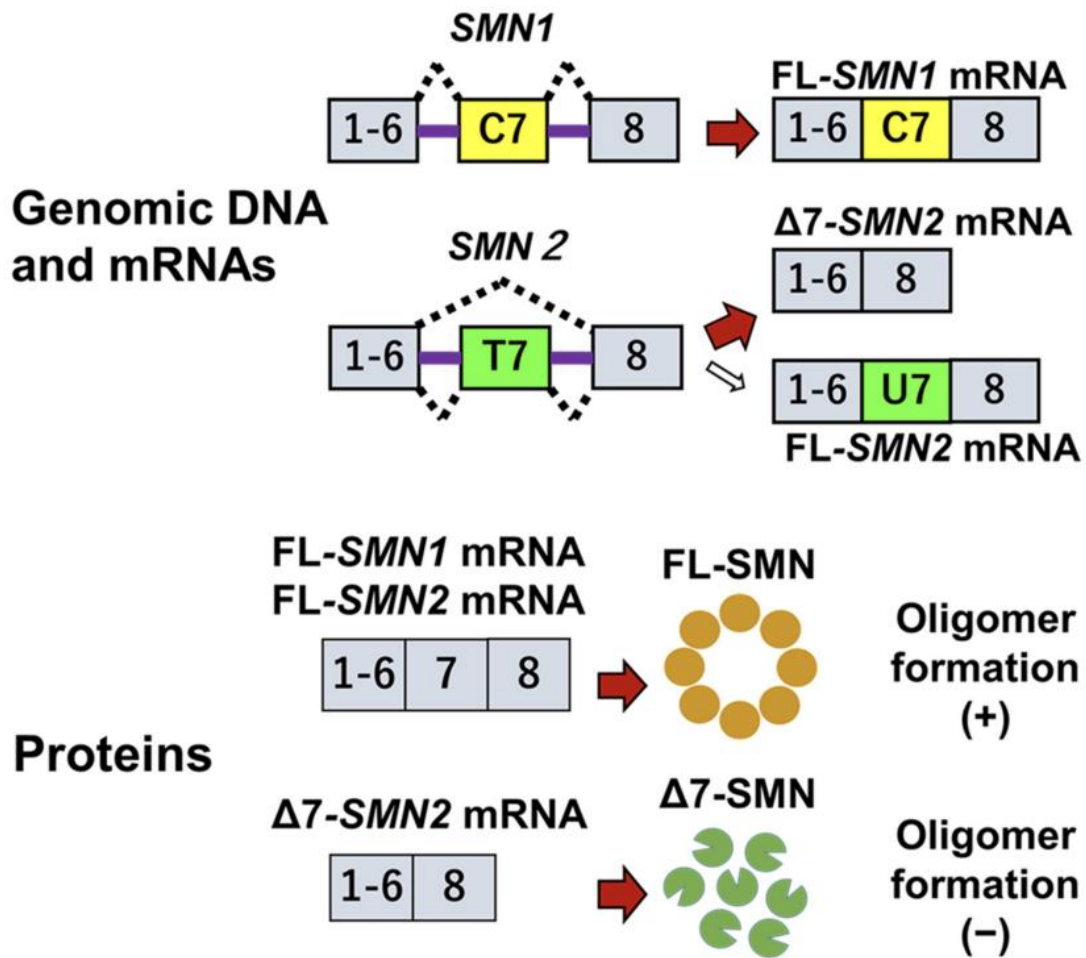 SMN1
1-6 C7 8
FL-SMN1 mRNA
1-6 C7 8
Genomic DNA
and mRNAs
SMN 2
1-6 T7 8
Δ7-SMN2 mRNA
1-6 8
1-6 U7 8
FL-SMN2 mRNA
FL-SMN1 mRNA
FL-SMN2 mRNA
1-6 7 8
FL-SMN
Oligomer
formation
(+)
Proteins
Δ7-SMN2 mRNA
1-6 8
Δ7-SMN
Oligomer
formation
(−)